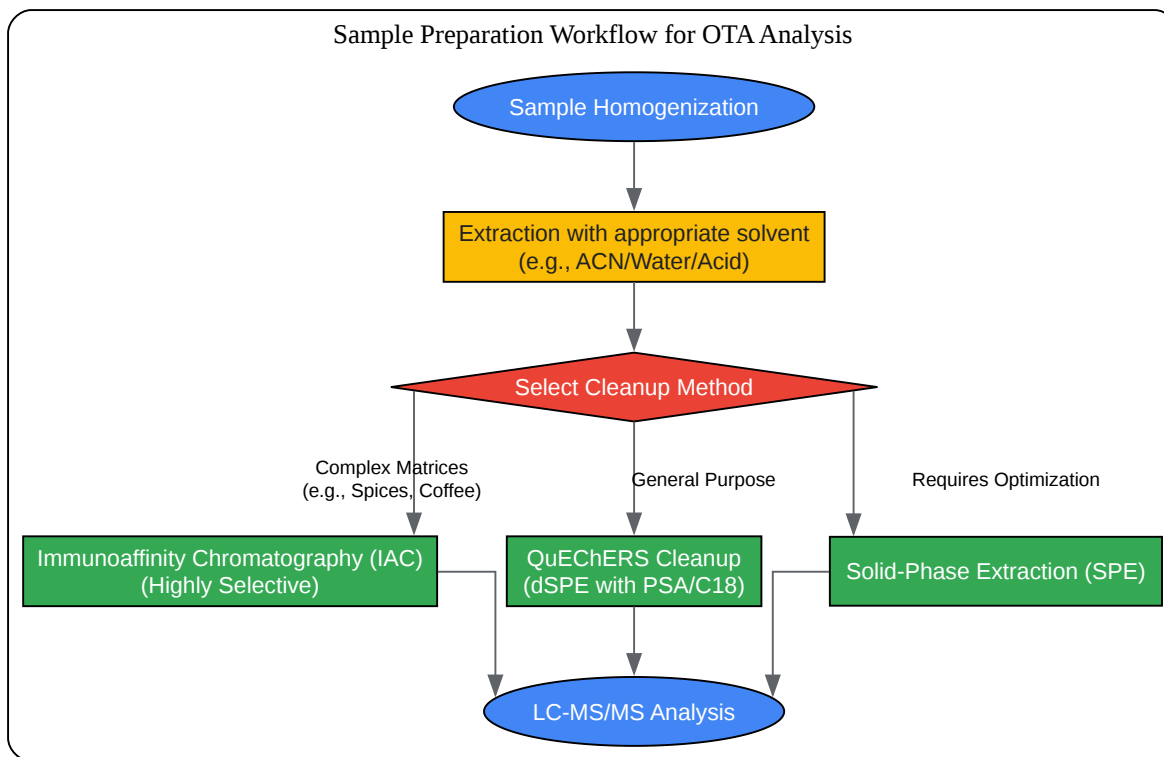 Sample Preparation Workflow for OTA Analysis
Sample Homogenization
Extraction with appropriate solvent
(e.g., ACN/Water/Acid)
Select Cleanup Method
Complex Matrices
(e.g., Spices, Coffee)
General Purpose
Requires Optimization
Immunoaffinity Chromatography (IAC)
(Highly Selective)
QuEChERS Cleanup
(dSPE with PSA/C18)
Solid-Phase Extraction (SPE)
LC-MS/MS Analysis